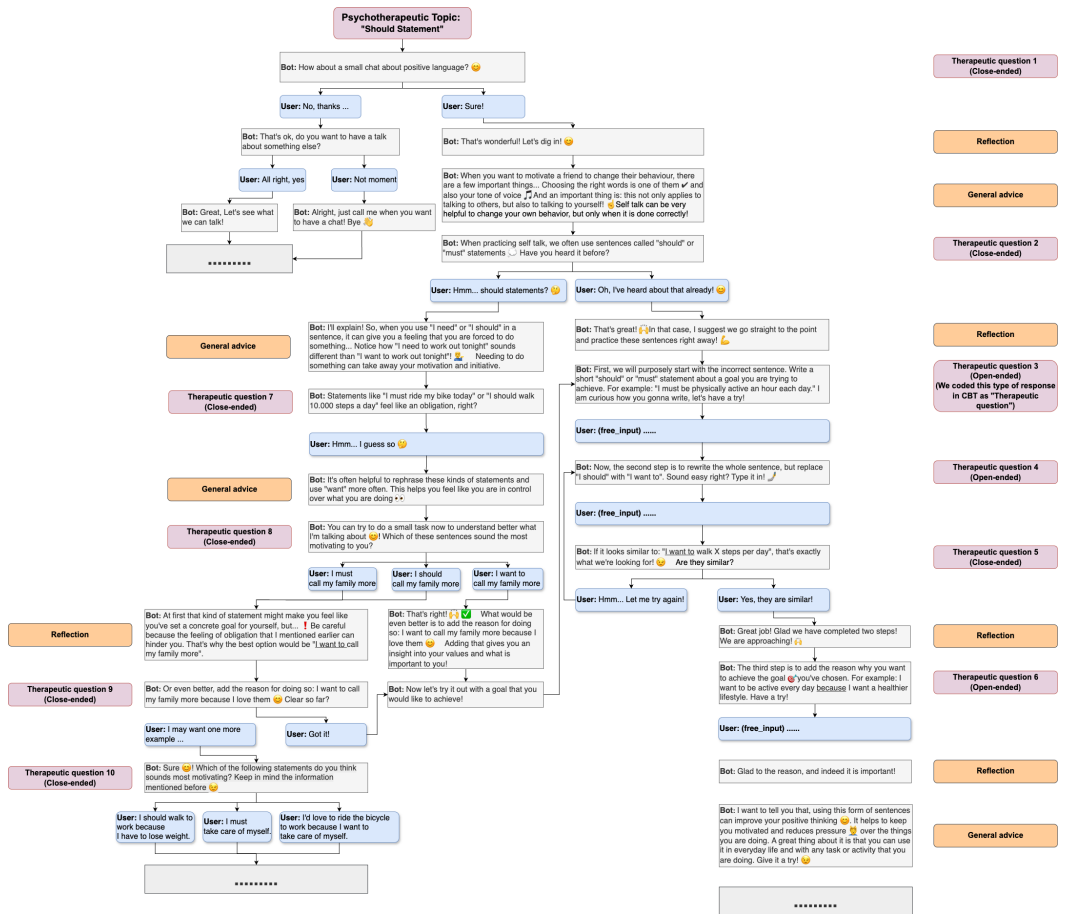 Psychotherapeutic Topic:
"Should Statement"
Bot: How about a small chat about positive language? 😊
Therapeutic question 1
(Close-ended)
User: No, thanks ...
User: Sure!
Bot: That's ok, do you want to have a talk
about something else?
Bot: That's wonderful! Let's dig in! 😊
Reflection
User: All right, yes
User: Not moment
Bot: When you want to motivate a friend to change their behaviour,
there are a few important things... Choosing the right words is one of them ✔ and
also your tone of voice 🎵And an important thing is: this not only applies to
talking to others, but also to talking to yourself! ☝Self talk can be very
helpful to change your own behavior, but only when it is done correctly!
General advice
Bot: Great, Let's see what
we can talk!
Bot: Alright, just call me when you want
to have a chat! Bye 👋
.........
Bot: When practicing self talk, we often use sentences called "should" or
"must" statements 💭 Have you heard it before?
Therapeutic question 2
(Close-ended)
User: Hmm... should statements? 🤔
User: Oh, I've heard about that already! 😊
General advice
Bot: I'll explain! So, when you use "I need" or "I should" in a
sentence, it can give you a feeling that you are forced to do
something... Notice how "I need to work out tonight" sounds
different than "I want to work out tonight"! 💁‍♂️ Needing to do
something can take away your motivation and initiative.
Bot: That's great! 🙌In that case, I suggest we go straight to the point
and practice these sentences right away! 💪
Reflection
Therapeutic question 7
(Close-ended)
Bot: Statements like "I must ride my bike today" or "I should walk
10.000 steps a day" feel like an obligation, right?
Bot: First, we will purposely start with the incorrect sentence. Write a
short "should" or "must" statement about a goal you are trying to
achieve. For example: "I must be physically active an hour each day." I
am curious how you gonna write, let's have a try!
Therapeutic question 3
(Open-ended)
(We coded this type of response
in CBT as "Therapeutic
question")
User: Hmm... I guess so 🤔
User: (free_input) ......
General advice
Bot: It's often helpful to rephrase these kinds of statements and
use "want" more often. This helps you feel like you are in control
over what you are doing 👀
Bot: Now, the second step is to rewrite the whole sentence, but replace
"I should" with "I want to". Sound easy right? Type it in! 🤳
Therapeutic question 4
(Open-ended)
User: (free_input) ......
Therapeutic question 8
(Close-ended)
Bot: You can try to do a small task now to understand better what
I'm talking about 😊! Which of these sentences sound the most
motivating to you?
Bot: If it looks similar to: "I want to walk X steps per day", that's exactly
what we're looking for! 😉 Are they similar?
Therapeutic question 5
(Close-ended)
User: I must
call my family more
User: I should
call my family more
User: I want to
call my family more
User: Hmm... Let me try again!
User: Yes, they are similar!
Reflection
Bot: At first that kind of statement might make you feel like
you've set a concrete goal for yourself, but... ❗ Be careful
because the feeling of obligation that I mentioned earlier can
hinder you. That's why the best option would be "I want to call
my family more".
Bot: That's right! 🙌 ✅ What would be
even better is to add the reason for doing
so: I want to call my family more because I
love them 😊 Adding that gives you an
insight into your values and what is
important to you!
Bot: Great job! Glad we have completed two steps!
We are approaching! 🙌
Reflection
Therapeutic question 9
(Close-ended)
Bot: Or even better, add the reason for doing so: I want to call
my family more because I love them 😊 Clear so far?
Bot: Now let's try it out with a goal that you
would like to achieve!
Bot: The third step is to add the reason why you want
to achieve the goal 🎯you've chosen. For example: I
want to be active every day because I want a healthier
lifestyle. Have a try!
Therapeutic question 6
(Open-ended)
User: I may want one more
example ...
User: Got it!
User: (free_input) ......
Therapeutic question 10
(Close-ended)
Bot: Sure 😊! Which of the following statements do you think
sounds most motivating? Keep in mind the information
mentioned before 😉
Bot: Glad to the reason, and indeed it is important!
Reflection
User: I should walk to
work because
I have to lose weight.
User: I must
take care of myself.
User: I'd love to ride the bicycle
to work because I want to
take care of myself.
Bot: I want to tell you that, using this form of sentences
can improve your positive thinking 😊. It helps to keep
you motivated and reduces pressure 💆 over the things
you are doing. A great thing about it is that you can use
it in everyday life and with any task or activity that you
are doing. Give it a try! 😉
General advice
.........
.........